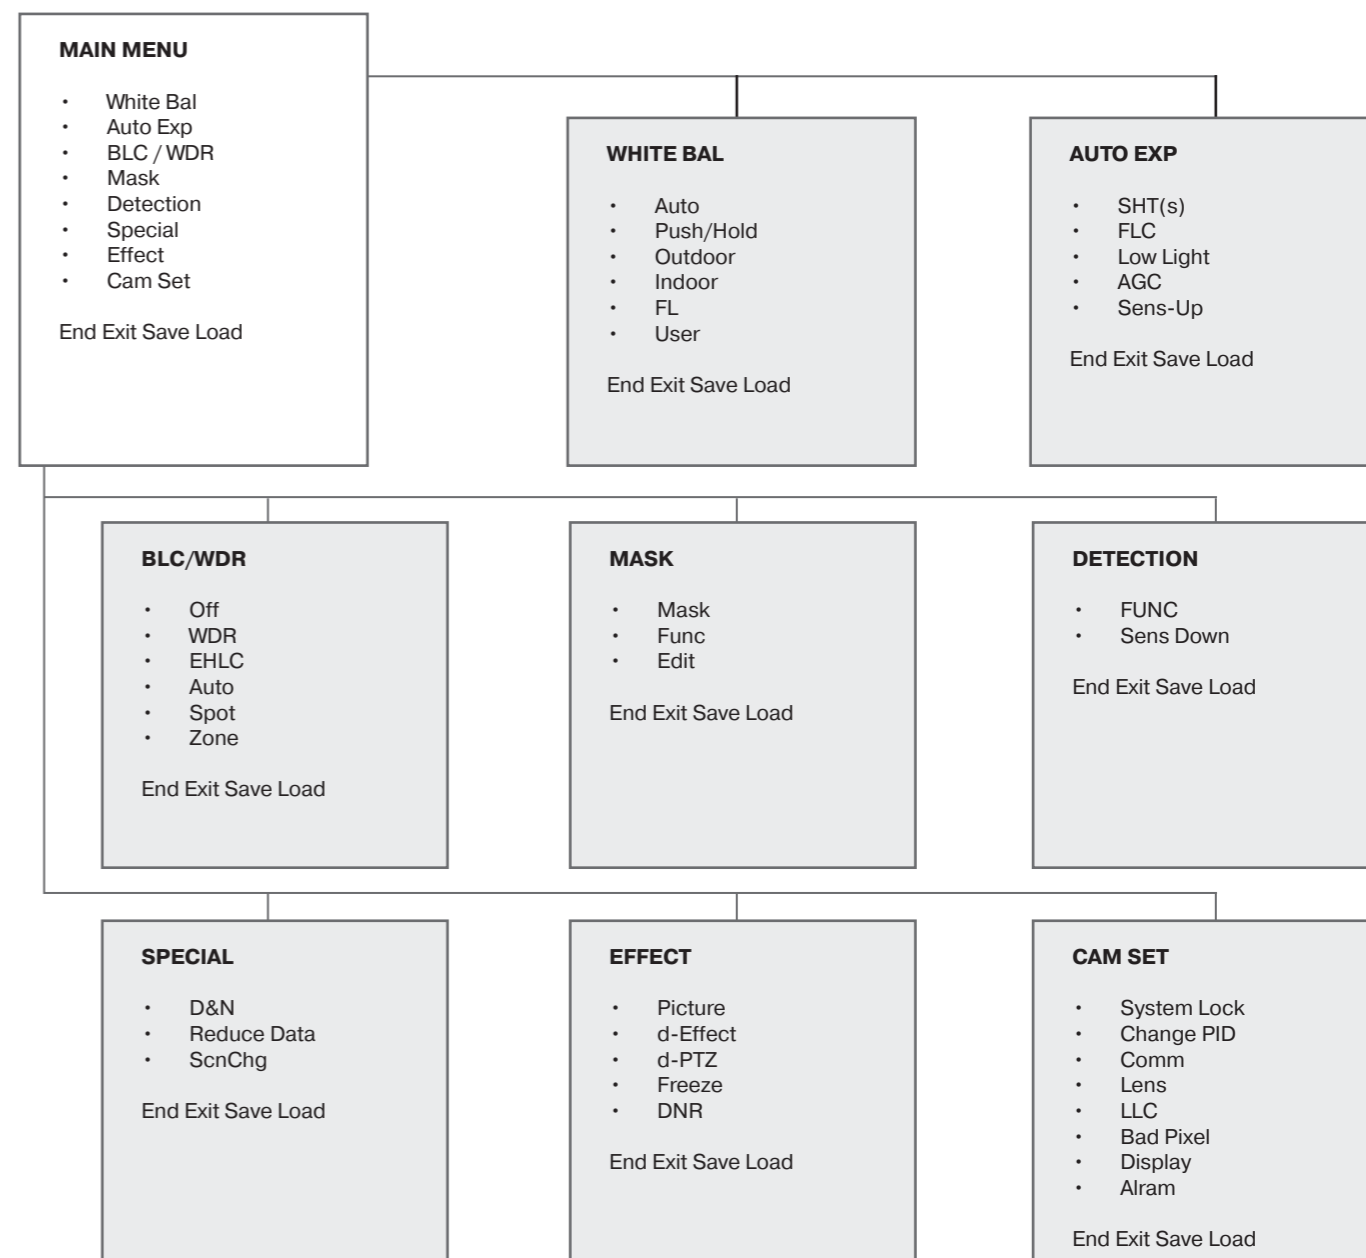 MAIN MENU
• White Bal
• Auto Exp
• BLC / WDR
• Mask
• Detection
• Special
• Effect
• Cam Set
End Exit Save Load
WHITE BAL
• Auto
• Push/Hold
• Outdoor
• Indoor
• FL
• User
End Exit Save Load
AUTO EXP
• SHT(s)
• FLC
• Low Light
• AGC
• Sens-Up
End Exit Save Load
BLC/WDR
• Off
• WDR
• EHLC
• Auto
• Spot
• Zone
End Exit Save Load
MASK
• Mask
• Func
• Edit
End Exit Save Load
DETECTION
• FUNC
• Sens Down
End Exit Save Load
SPECIAL
• D&N
• Reduce Data
• ScnChg
End Exit Save Load
EFFECT
• Picture
• d-Effect
• d-PTZ
• Freeze
• DNR
End Exit Save Load
CAM SET
• System Lock
• Change PID
• Comm
• Lens
• LLC
• Bad Pixel
• Display
• Alram
End Exit Save Load